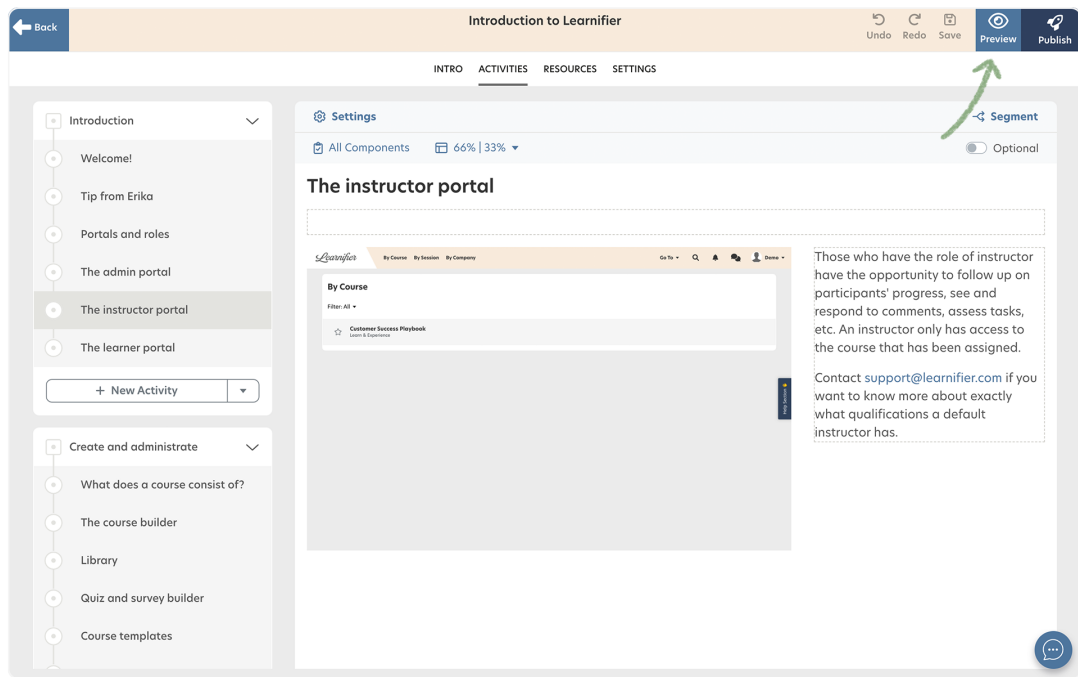 Back
Introduction to Learnifier
Undo
Redo
Save
Preview
Publish
INTRO
ACTIVITIES
RESOURCES
SETTINGS
Introduction
Welcome!
Tip from Erika
Portals and roles
The admin portal
The instructor portal
The learner portal
+ New Activity
Create and administrate
What does a course consist of?
The course builder
Library
Quiz and survey builder
Course templates
Settings
Segment
All Components
66% | 33%
Optional
The instructor portal
Learnifier
By Course
By Session
By Company
Go To
Demo
By Course
Filter: All
Customer Success Playbook
Learn & Experience
Help Section
Those who have the role of instructor
have the opportunity to follow up on
participants' progress, see and
respond to comments, assess tasks,
etc. An instructor only has access to
the course that has been assigned.
Contact support@learnifier.com if you
want to know more about exactly
what qualifications a default
instructor has.